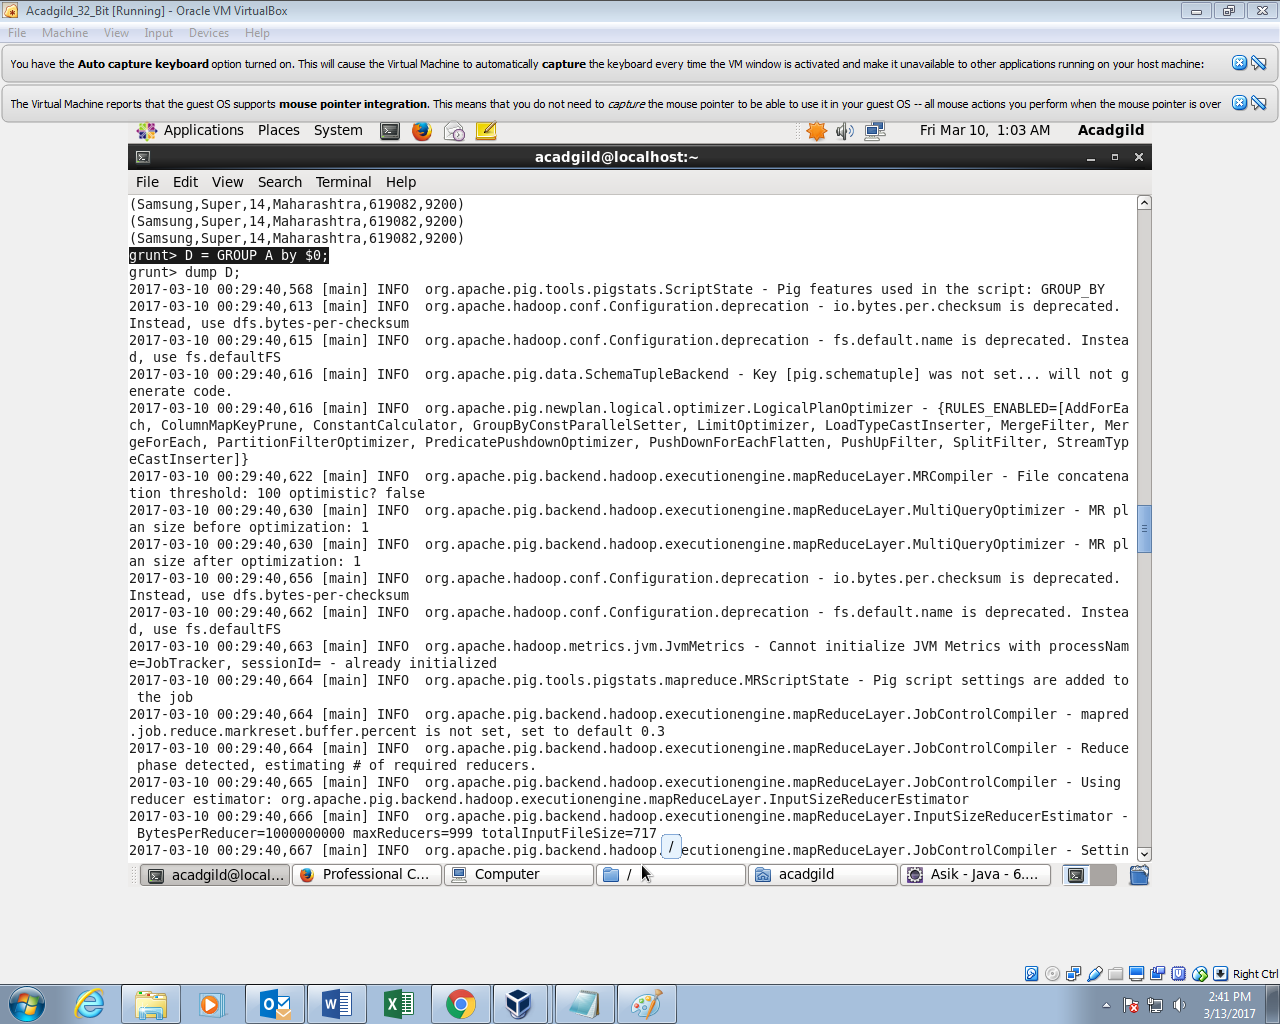 Acadgild_32_Bit [Running] - Oracle VM VirtualBox
File Machine View Input Devices Help
You have the Auto capture keyboard option turned on. This will cause the Virtual Machine to automatically capture the keyboard every time the VM window is activated and make it unavailable to other applications running on your host machine:
The Virtual Machine reports that the guest OS supports mouse pointer integration. This means that you do not need to capture the mouse pointer to be able to use it in your guest OS -- all mouse actions you perform when the mouse pointer is over
Applications Places System Fri Mar 10, 1:03 AM Acadgild
acadgild@localhost:~
File Edit View Search Terminal Help
(Samsung,Super,14,Maharashtra,619082,9200)
(Samsung,Super,14,Maharashtra,619082,9200)
(Samsung,Super,14,Maharashtra,619082,9200)
grunt> D = GROUP A by $0;
grunt> dump D;
2017-03-10 00:29:40,568 [main] INFO  org.apache.pig.tools.pigstats.ScriptState - Pig features used in the script: GROUP_BY
2017-03-10 00:29:40,613 [main] INFO  org.apache.hadoop.conf.Configuration.deprecation - io.bytes.per.checksum is deprecated.
Instead, use dfs.bytes-per-checksum
2017-03-10 00:29:40,615 [main] INFO  org.apache.hadoop.conf.Configuration.deprecation - fs.default.name is deprecated. Instea
d, use fs.defaultFS
2017-03-10 00:29:40,616 [main] INFO  org.apache.pig.data.SchemaTupleBackend - Key [pig.schematuple] was not set... will not g
enerate code.
2017-03-10 00:29:40,616 [main] INFO  org.apache.pig.newplan.logical.optimizer.LogicalPlanOptimizer - {RULES_ENABLED=[AddForEa
ch, ColumnMapKeyPrune, ConstantCalculator, GroupByConstParallelSetter, LimitOptimizer, LoadTypeCastInserter, MergeFilter, Mer
geForEach, PartitionFilterOptimizer, PredicatePushdownOptimizer, PushDownForEachFlatten, PushUpFilter, SplitFilter, StreamTyp
eCastInserter]}
2017-03-10 00:29:40,622 [main] INFO  org.apache.pig.backend.hadoop.executionengine.mapReduceLayer.MRCompiler - File concatena
tion threshold: 100 optimistic? false
2017-03-10 00:29:40,630 [main] INFO  org.apache.pig.backend.hadoop.executionengine.mapReduceLayer.MultiQueryOptimizer - MR pl
an size before optimization: 1
2017-03-10 00:29:40,630 [main] INFO  org.apache.pig.backend.hadoop.executionengine.mapReduceLayer.MultiQueryOptimizer - MR pl
an size after optimization: 1
2017-03-10 00:29:40,656 [main] INFO  org.apache.hadoop.conf.Configuration.deprecation - io.bytes.per.checksum is deprecated.
Instead, use dfs.bytes-per-checksum
2017-03-10 00:29:40,662 [main] INFO  org.apache.hadoop.conf.Configuration.deprecation - fs.default.name is deprecated. Instea
d, use fs.defaultFS
2017-03-10 00:29:40,663 [main] INFO  org.apache.hadoop.metrics.jvm.JvmMetrics - Cannot initialize JVM Metrics with processNam
e=JobTracker, sessionId= - already initialized
2017-03-10 00:29:40,664 [main] INFO  org.apache.pig.tools.pigstats.mapreduce.MRScriptState - Pig script settings are added to
the job
2017-03-10 00:29:40,664 [main] INFO  org.apache.pig.backend.hadoop.executionengine.mapReduceLayer.JobControlCompiler - mapred
.job.reduce.markreset.buffer.percent is not set, set to default 0.3
2017-03-10 00:29:40,664 [main] INFO  org.apache.pig.backend.hadoop.executionengine.mapReduceLayer.JobControlCompiler - Reduce
phase detected, estimating # of required reducers.
2017-03-10 00:29:40,665 [main] INFO  org.apache.pig.backend.hadoop.executionengine.mapReduceLayer.JobControlCompiler - Using
reducer estimator: org.apache.pig.backend.hadoop.executionengine.mapReduceLayer.InputSizeReducerEstimator
2017-03-10 00:29:40,666 [main] INFO  org.apache.pig.backend.hadoop.executionengine.mapReduceLayer.InputSizeReducerEstimator -
BytesPerReducer=1000000000 maxReducers=999 totalInputFileSize=717
2017-03-10 00:29:40,667 [main] INFO  org.apache.pig.backend.hadoop. / ecutionengine.mapReduceLayer.JobControlCompiler - Settin
acadgild@local... Professional C... Computer / acadgild Asik - Java - 6....
Right Ctrl
2:41 PM
3/13/2017